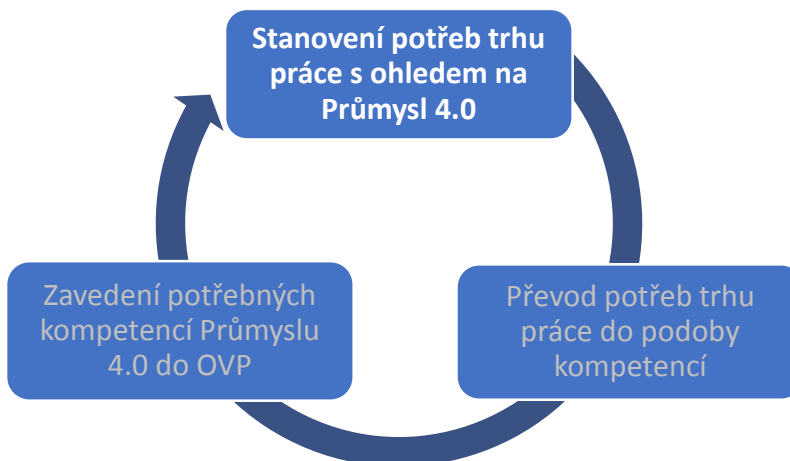 Stanovení potřeb trhu
práce s ohledem na
Průmysl 4.0
Zavedení potřebných
kompetencí Průmyslu
4.0 do OVP
Převod potřeb trhu
práce do podoby
kompetencí